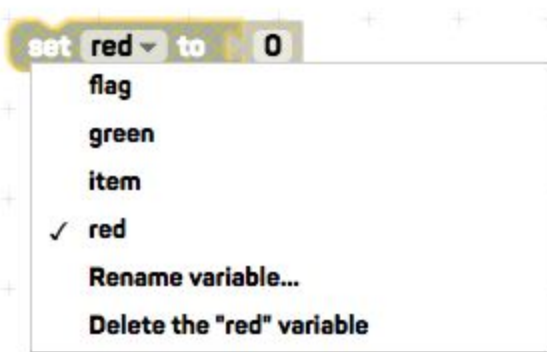 set red to 0
flag
green
item
✓ red
Rename variable...
Delete the "red" variable